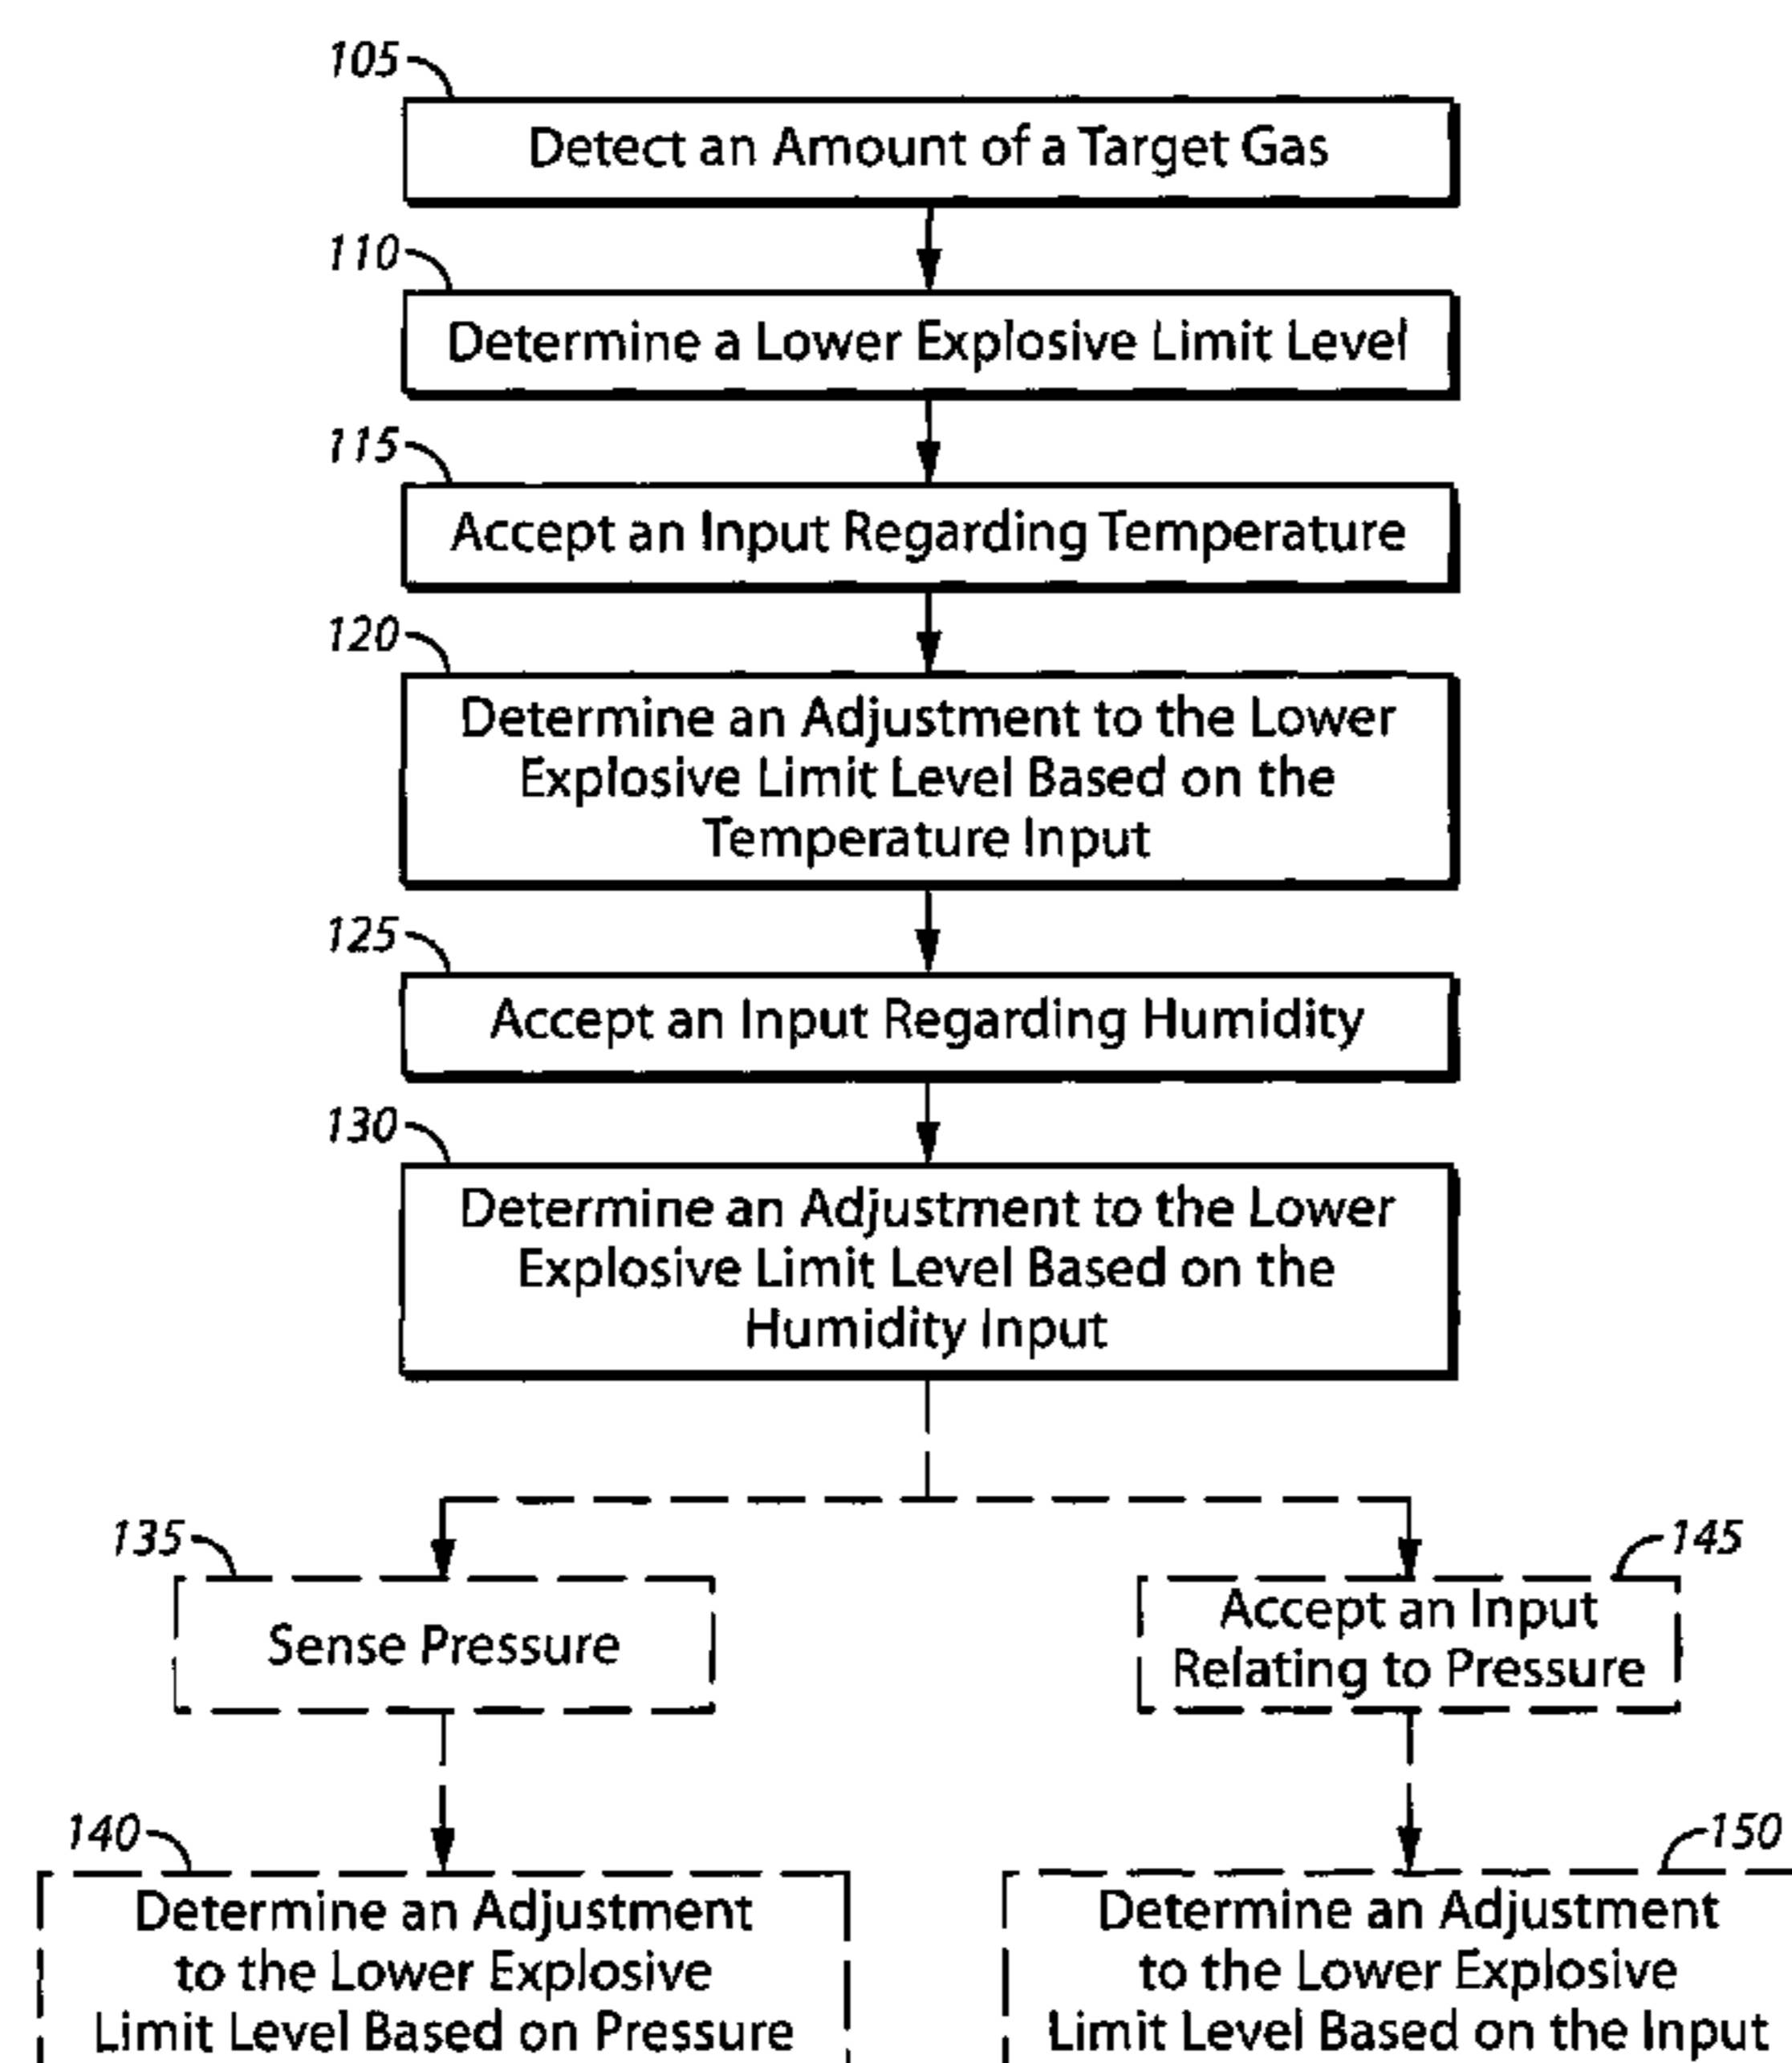 105
Detect an Amount of a Target Gas
110
Determine a Lower Explosive Limit Level
115
Accept an Input Regarding Temperature
120
Determine an Adjustment to the Lower
Explosive Limit Level Based on the
Temperature Input
125
Accept an Input Regarding Humidity
130
Determine an Adjustment to the Lower
Explosive Limit Level Based on the
Humidity Input
135
Sense Pressure
145
Accept an Input
Relating to Pressure
140
Determine an Adjustment
to the Lower Explosive
Limit Level Based on Pressure
150
Determine an Adjustment
to the Lower Explosive
Limit Level Based on the Input